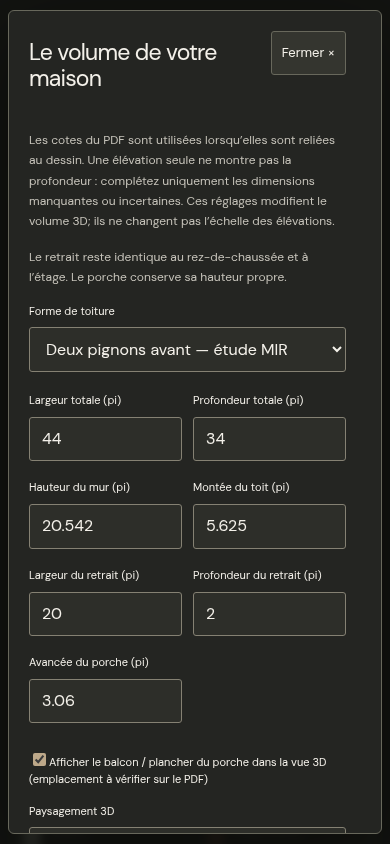 Le volume de votre
maison
Fermer ×
Les cotes du PDF sont utilisées lorsqu’elles sont reliées
au dessin. Une élévation seule ne montre pas la
profondeur : complétez uniquement les dimensions
manquantes ou incertaines. Ces réglages modifient le
volume 3D; ils ne changent pas l’échelle des élévations.
Le retrait reste identique au rez-de-chaussée et à
l’étage. Le porche conserve sa hauteur propre.
Forme de toiture
Deux pignons avant — étude MIR
Largeur totale (pi)
Profondeur totale (pi)
44
34
Hauteur du mur (pi)
Montée du toit (pi)
20.542
5.625
Largeur du retrait (pi)
Profondeur du retrait (pi)
20
2
Avancée du porche (pi)
3.06
Afficher le balcon / plancher du porche dans la vue 3D
(emplacement à vérifier sur le PDF)
Paysagement 3D